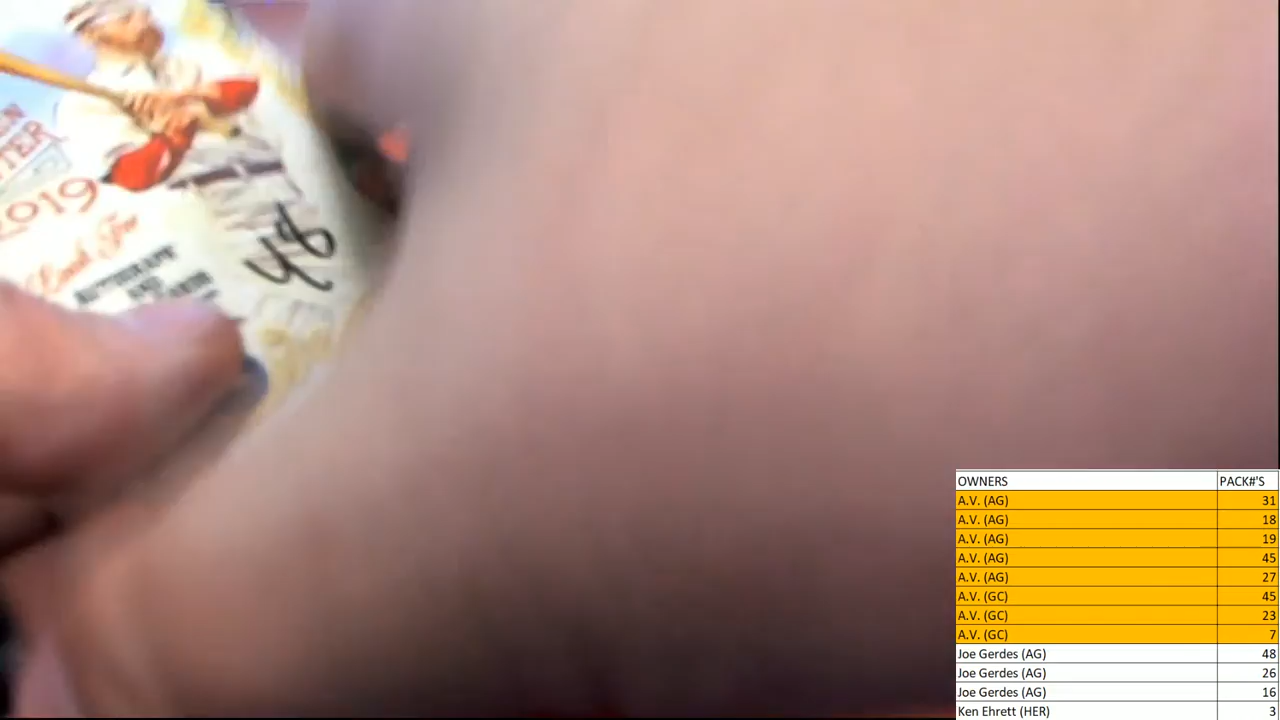 2019
48
OWNERS PACK#'S
A.V. (AG) 31
A.V. (AG) 18
A.V. (AG) 19
A.V. (AG) 45
A.V. (AG) 27
A.V. (GC) 45
A.V. (GC) 23
A.V. (GC) 7
Joe Gerdes (AG) 48
Joe Gerdes (AG) 26
Joe Gerdes (AG) 16
Ken Ehrett (HER) 3